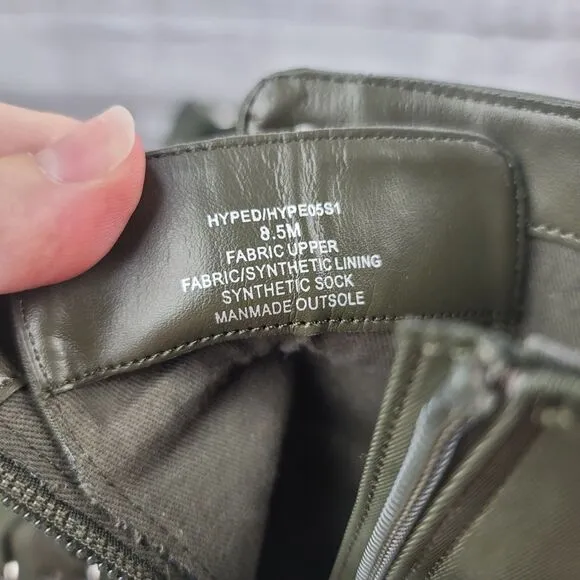 HYPED/HYPE05S1
8.5M
FABRIC UPPER
FABRIC/SYNTHETIC LINING
SYNTHETIC SOCK
MANMADE OUTSOLE